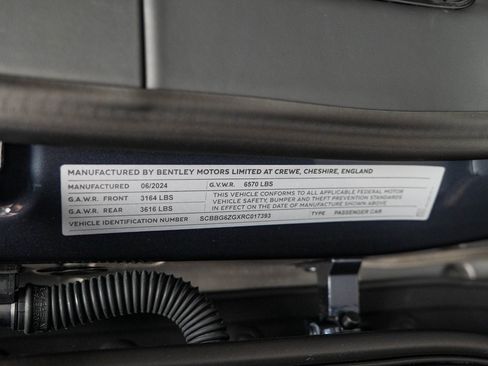 MANUFACTURED BY BENTLEY MOTORS LIMITED AT CREWE, CHESHIRE, ENGLAND
MANUFACTURED 06/2024 G.V.W.R. 6570 LBS
G.A.W.R. FRONT 3164 LBS
G.A.W.R. REAR 3616 LBS
THIS VEHICLE CONFORMS TO ALL APPLICABLE FEDERAL MOTOR
VEHICLE SAFETY, BUMPER AND THEFT PREVENTION STANDARDS
IN EFFECT ON THE DATE OF MANUFACTURE SHOWN ABOVE
VEHICLE IDENTIFICATION NUMBER SCBBG6ZGXRC017393 TYPE PASSENGER CAR